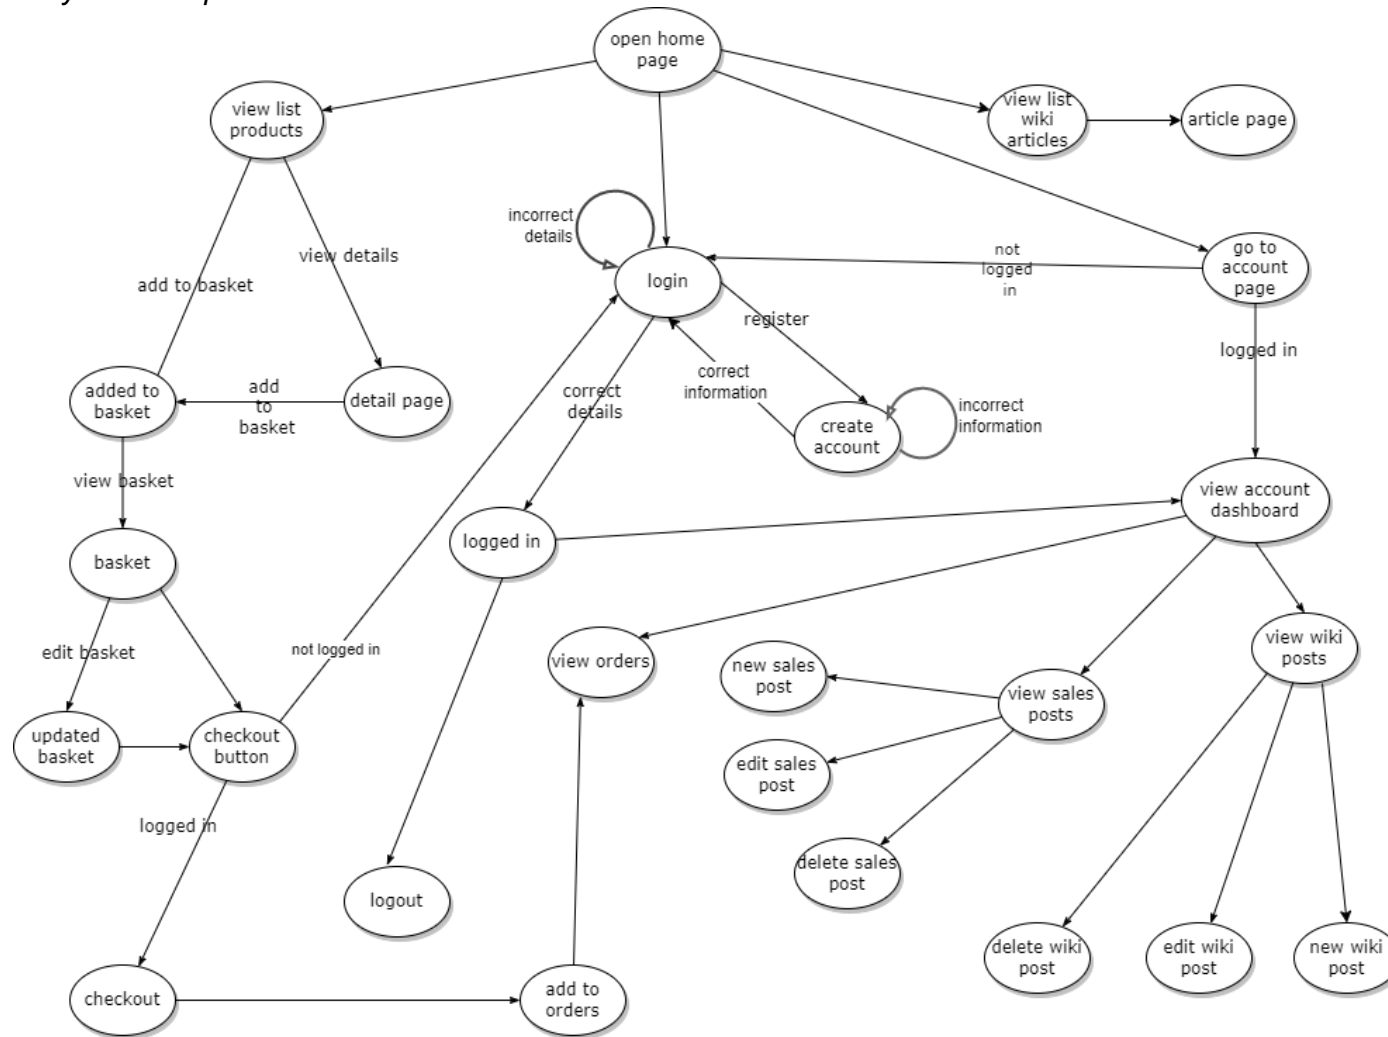 open home
page
view list
products
view list
wiki
articles
article page
incorrect
details
login
not
logged
in
go to
account
page
view details
add to basket
register
logged in
correct
information
correct
details
added to
basket
add
to
basket
detail page
create
account
incorrect
information
view basket
view account
dashboard
logged in
basket
edit basket
not logged in
view orders
new sales
post
view sales
posts
view wiki
posts
updated
basket
checkout
button
edit sales
post
logged in
delete sales
post
logout
delete wiki
post
edit wiki
post
new wiki
post
checkout
add to
orders